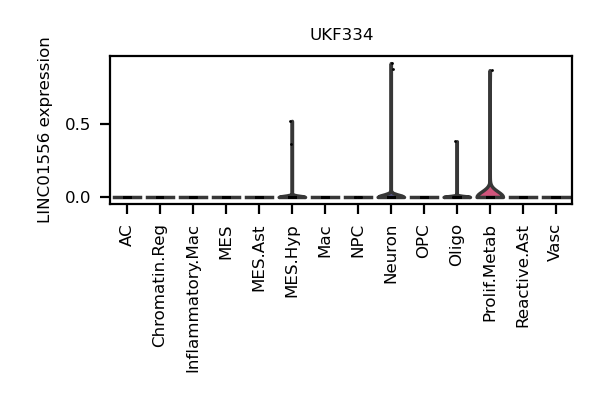 UKF334
LINC01556 expression
0.5
0.0
AC
Chromatin.Reg
Inflammatory.Mac
MES
MES.Ast
MES.Hyp
Mac
NPC
Neuron
OPC
Oligo
Prolif.Metab
Reactive.Ast
Vasc